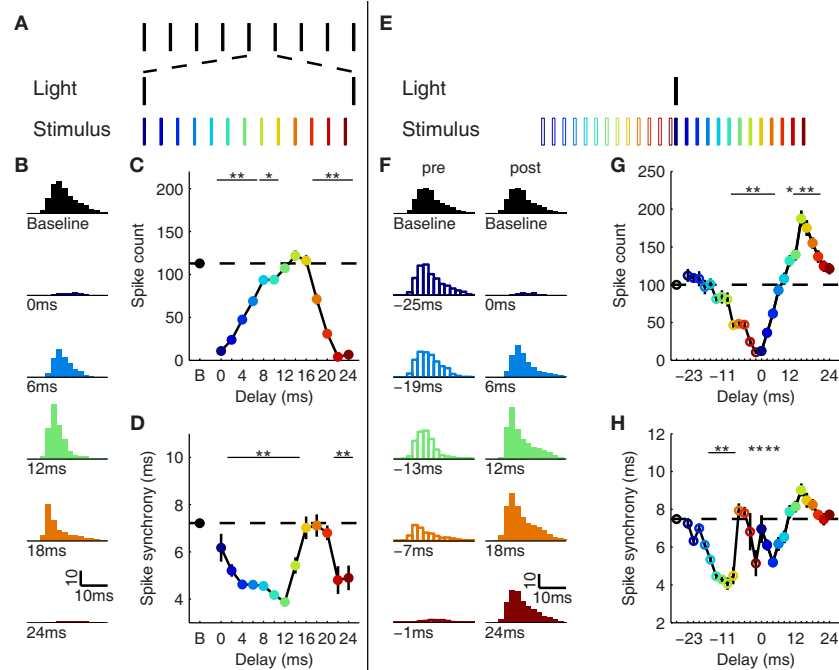 A
Light
Stimulus
B
Baseline
0ms
6ms
12ms
18ms
24ms
10
10ms
C
** * **
Spike count
200
150
100
50
0
B 0 4 8 12 16 20 24
Delay (ms)
D
** **
Spike synchrony (ms)
10
8
6
4
B 0 4 8 12 16 20 24
Delay (ms)
E
Light
Stimulus
F
pre post
Baseline
−25ms 0ms
−19ms 6ms
−13ms 12ms
−7ms 18ms
−1ms 24ms
10
10ms
G
** * **
Spike count
250
200
150
100
50
0
−23 −11 0 12 24
Delay (ms)
H
** ****
Spike synchrony (ms)
12
10
8
6
4
2
−23 −11 0 12 24
Delay (ms)